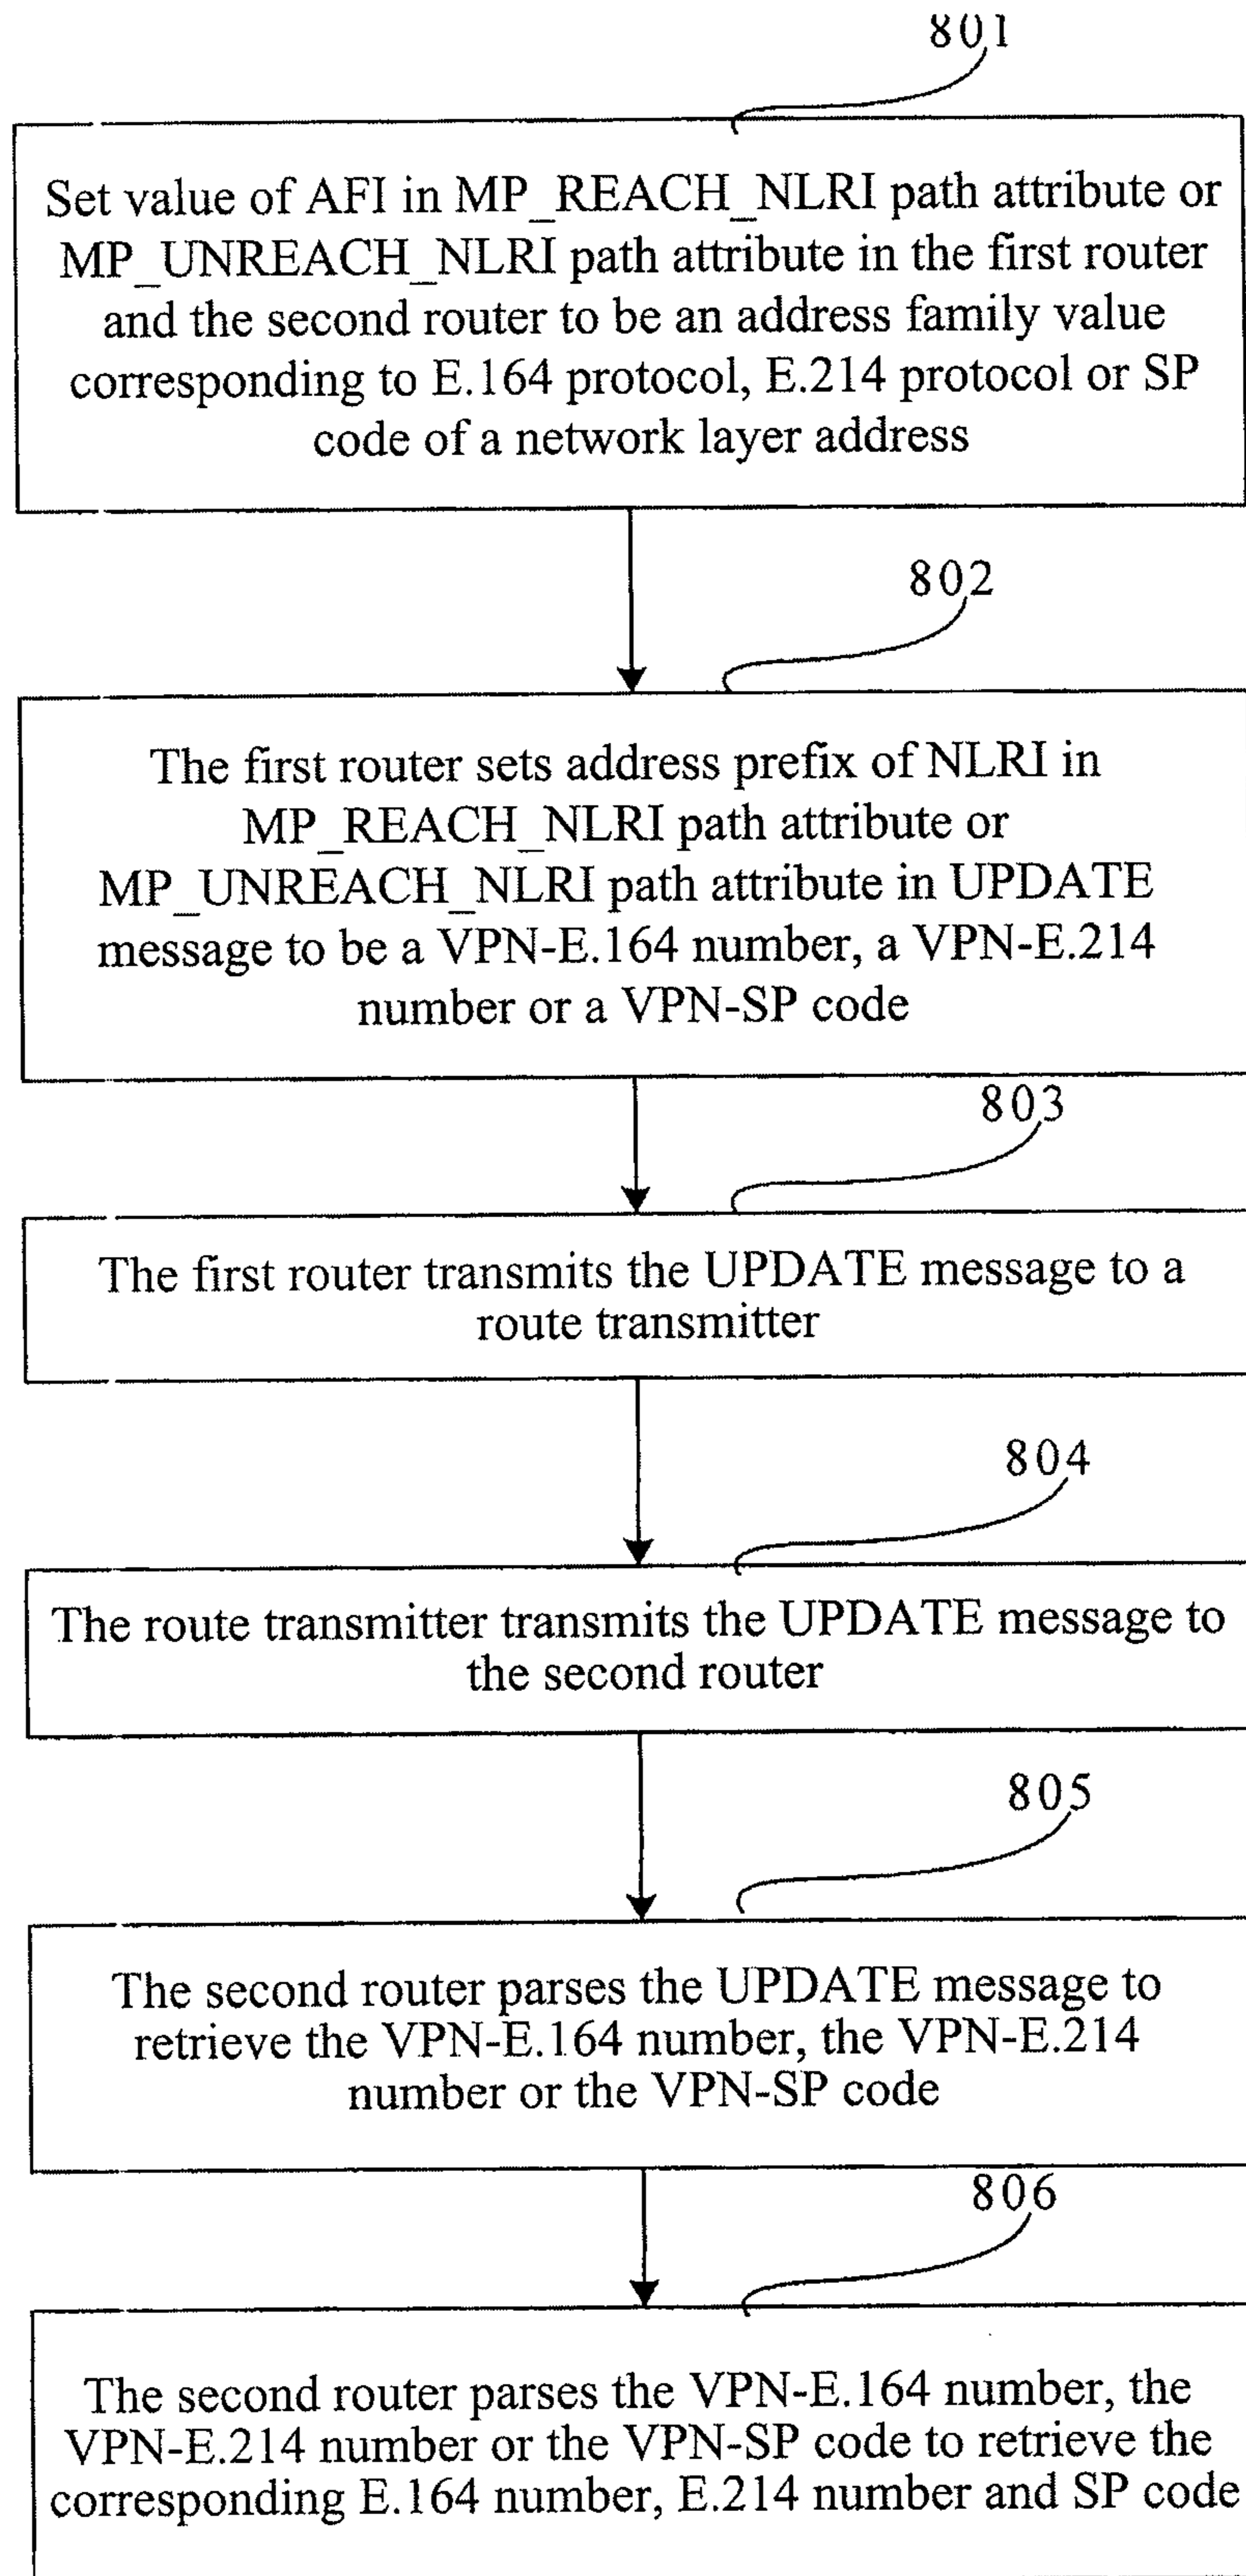 801
Set value of AFI in MP_REACH_NLRI path attribute or
MP_UNREACH_NLRI path attribute in the first router
and the second router to be an address family value
corresponding to E.164 protocol, E.214 protocol or SP
code of a network layer address
802
The first router sets address prefix of NLRI in
MP_REACH_NLRI path attribute or
MP_UNREACH_NLRI path attribute in UPDATE
message to be a VPN-E.164 number, a VPN-E.214
number or a VPN-SP code
803
The first router transmits the UPDATE message to a
route transmitter
804
The route transmitter transmits the UPDATE message to
the second router
805
The second router parses the UPDATE message to
retrieve the VPN-E.164 number, the VPN-E.214
number or the VPN-SP code
806
The second router parses the VPN-E.164 number, the
VPN-E.214 number or the VPN-SP code to retrieve the
corresponding E.164 number, E.214 number and SP code